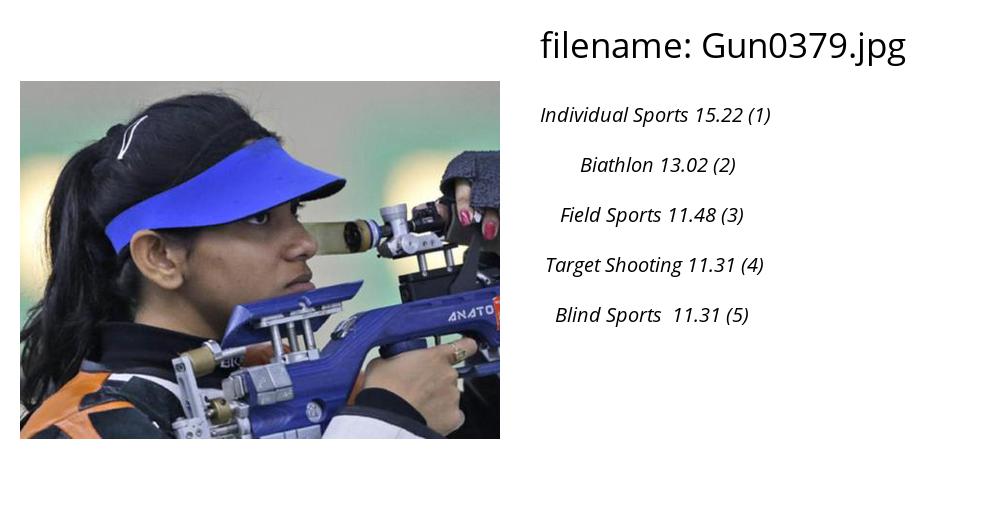 filename: Gun0379.jpg
Individual Sports 15.22 (1)
Biathlon 13.02 (2)
Field Sports 11.48 (3)
Target Shooting 11.31 (4)
Blind Sports 11.31 (5)
ANATO